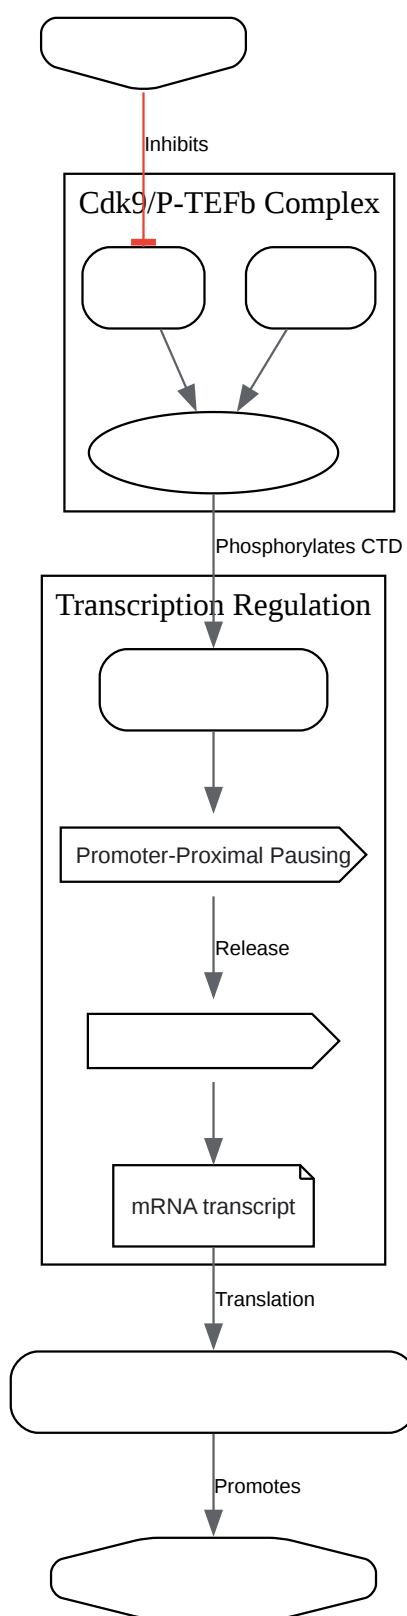 Inhibits
Cdk9/P-TEFb Complex
Phosphorylates CTD
Transcription Regulation
Promoter-Proximal Pausing
Release
mRNA transcript
Translation
Promotes